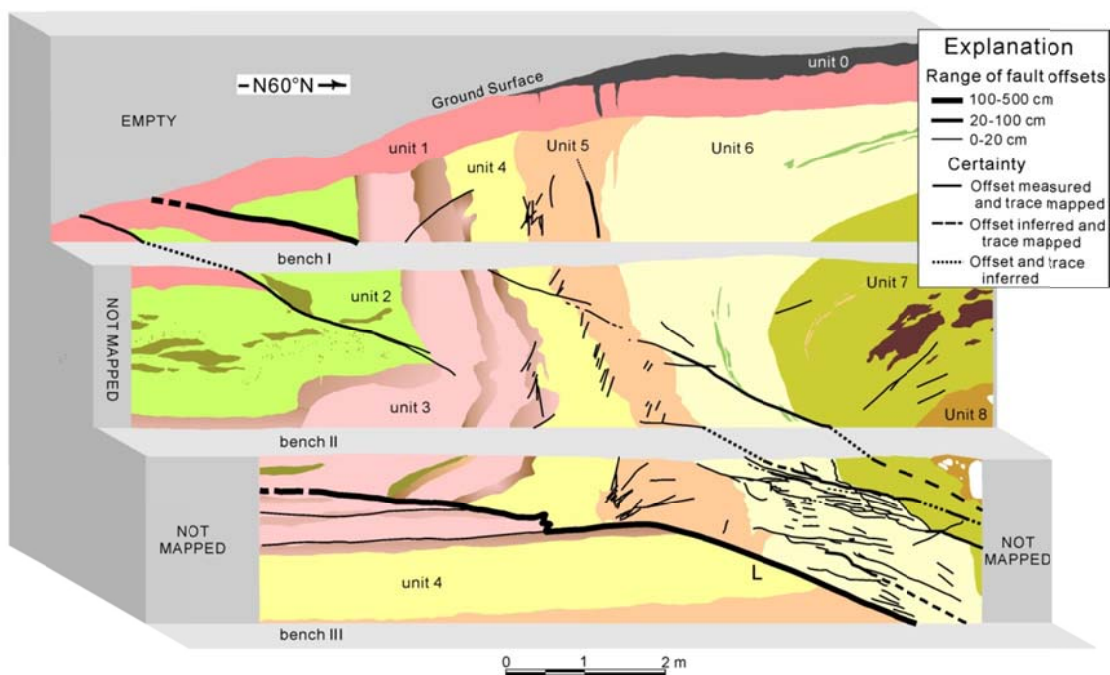 Explanation
Range of fault offsets
100-500 cm
20-100 cm
0-20 cm
Certainty
Offset measured
and trace mapped
Offset inferred and
trace mapped
Offset and trace
inferred
unit 0
–N60°N
Ground Surface
EMPTY
unit 1
unit 4
Unit 5
Unit 6
bench I
unit 2
Unit 7
NOT MAPPED
unit 3
Unit 8
bench II
NOT
MAPPED
NOT
MAPPED
unit 4
L
bench III
0 1 2 m